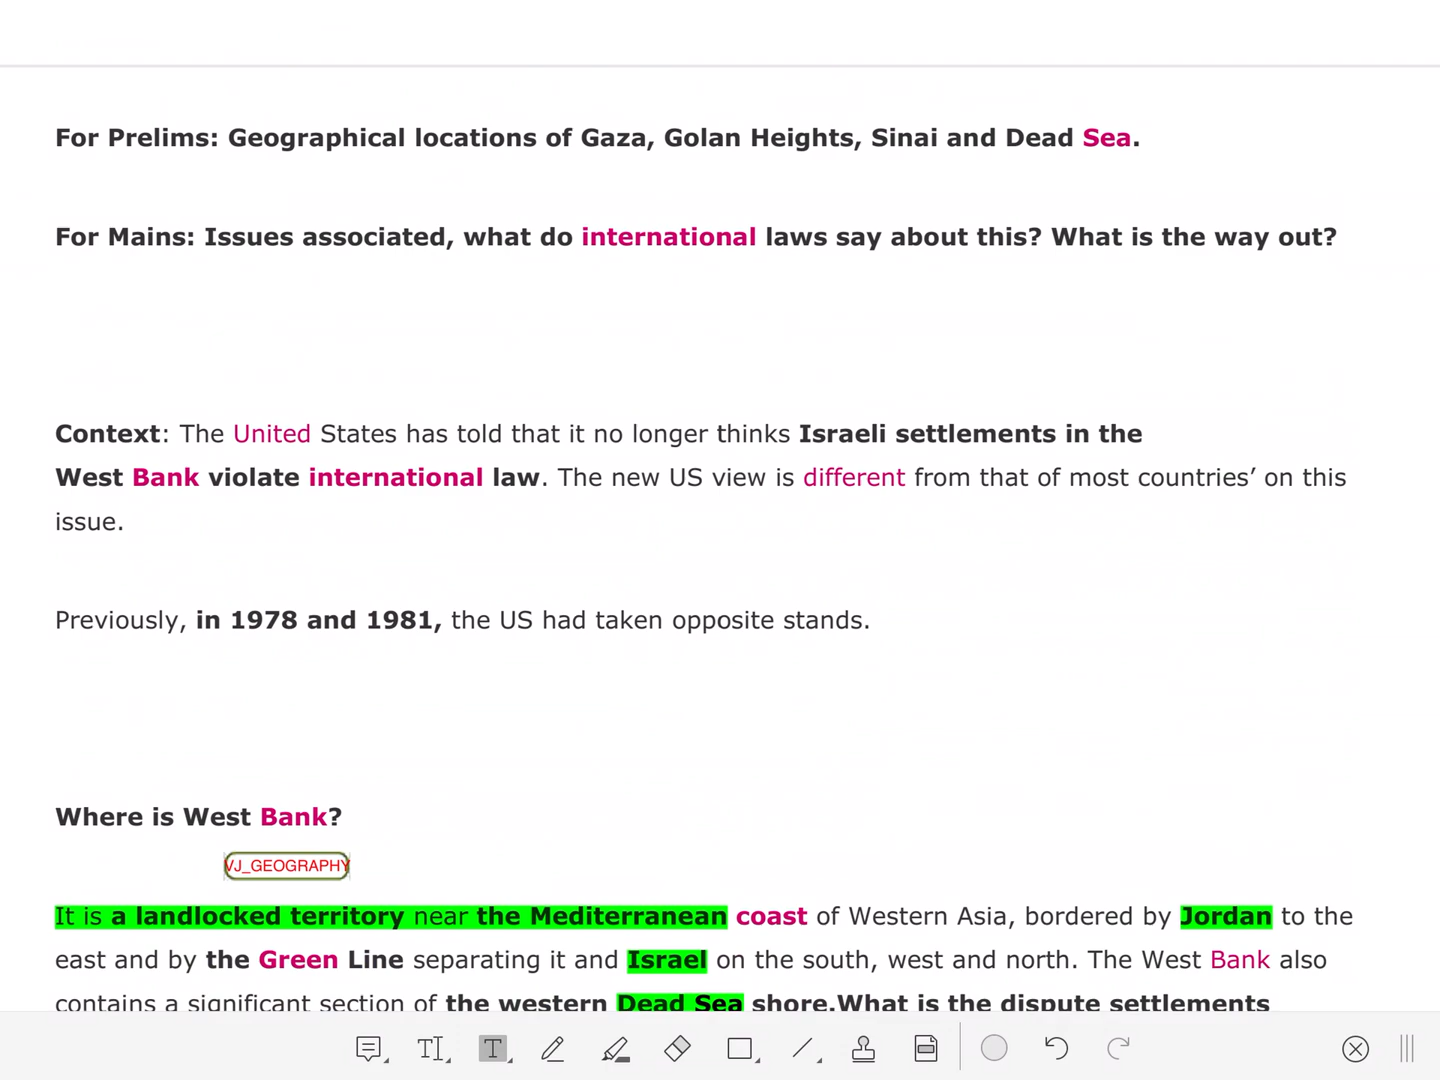 For Prelims: Geographical locations of Gaza, Golan Heights, Sinai and Dead Sea.
For Mains: Issues associated, what do international laws say about this? What is the way out?
Context: The United States has told that it no longer thinks Israeli settlements in the
West Bank violate international law. The new US view is different from that of most countries’ on this
issue.
Previously, in 1978 and 1981, the US had taken opposite stands.
Where is West Bank?
VJ_GEOGRAPHY
It is a landlocked territory near the Mediterranean coast of Western Asia, bordered by Jordan to the
east and by the Green Line separating it and Israel on the south, west and north. The West Bank also
contains a significant section of the western Dead Sea shore.What is the dispute settlements